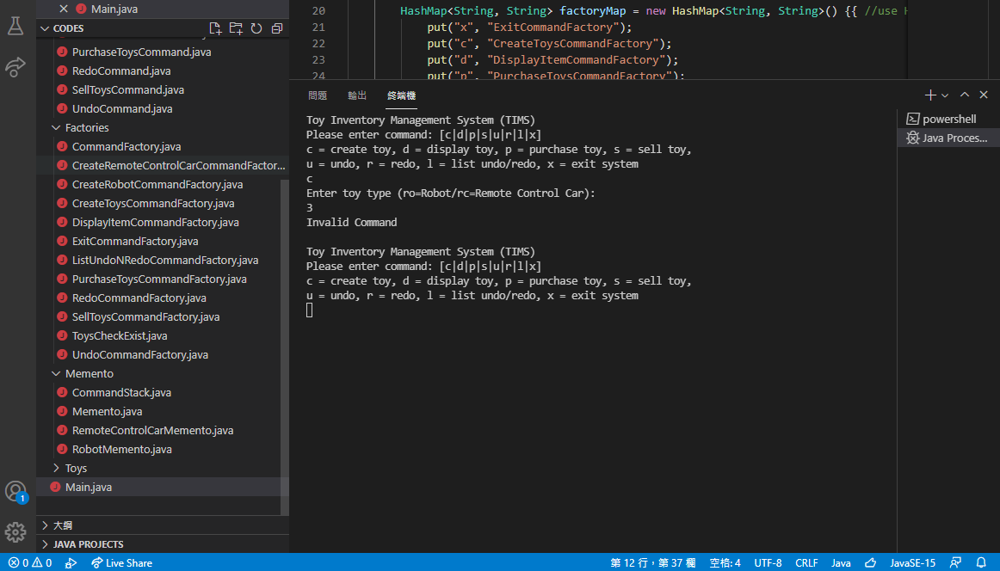 Main.java
CODES
PurchaseToysCommand.java
RedoCommand.java
SellToysCommand.java
UndoCommand.java
Factories
CommandFactory.java
CreateRemoteControlCarCommandFactor...
CreateRobotCommandFactory.java
CreateToysCommandFactory.java
DisplayItemCommandFactory.java
ExitCommandFactory.java
ListUndoNRedoCommandFactory.java
PurchaseToysCommandFactory.java
RedoCommandFactory.java
SellToysCommandFactory.java
ToysCheckExist.java
UndoCommandFactory.java
Memento
CommandStack.java
Memento.java
RemoteControlCarMemento.java
RobotMemento.java
Toys
Main.java
大綱
JAVA PROJECTS
20 HashMap<String, String> factoryMap = new HashMap<String, String>() {{ //use
21 put("x", "ExitCommandFactory");
22 put("c", "CreateToysCommandFactory");
23 put("d", "DisplayItemCommandFactory");
24 put("p", "PurchaseToysCommandFactory");
問題 輸出 終端機
Toy Inventory Management System (TIMS)
Please enter command: [c|d|p|s|u|r|l|x]
c = create toy, d = display toy, p = purchase toy, s = sell toy,
u = undo, r = redo, l = list undo/redo, x = exit system
c
Enter toy type (ro=Robot/rc=Remote Control Car):
3
Invalid Command
Toy Inventory Management System (TIMS)
Please enter command: [c|d|p|s|u|r|l|x]
c = create toy, d = display toy, p = purchase toy, s = sell toy,
u = undo, r = redo, l = list undo/redo, x = exit system
powershell
Java Proces...
1
0 0 Live Share 第 12 行，第 37 欄 空格: 4 UTF-8 CRLF Java JavaSE-15